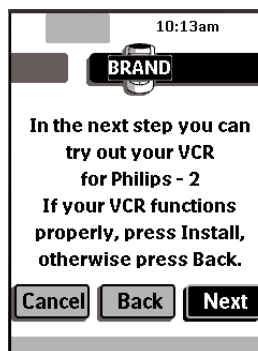 10:13am
BRAND
In the next step you can
try out your VCR
for Philips - 2
If your VCR functions
properly, press Install,
otherwise press Back.
Cancel Back Next